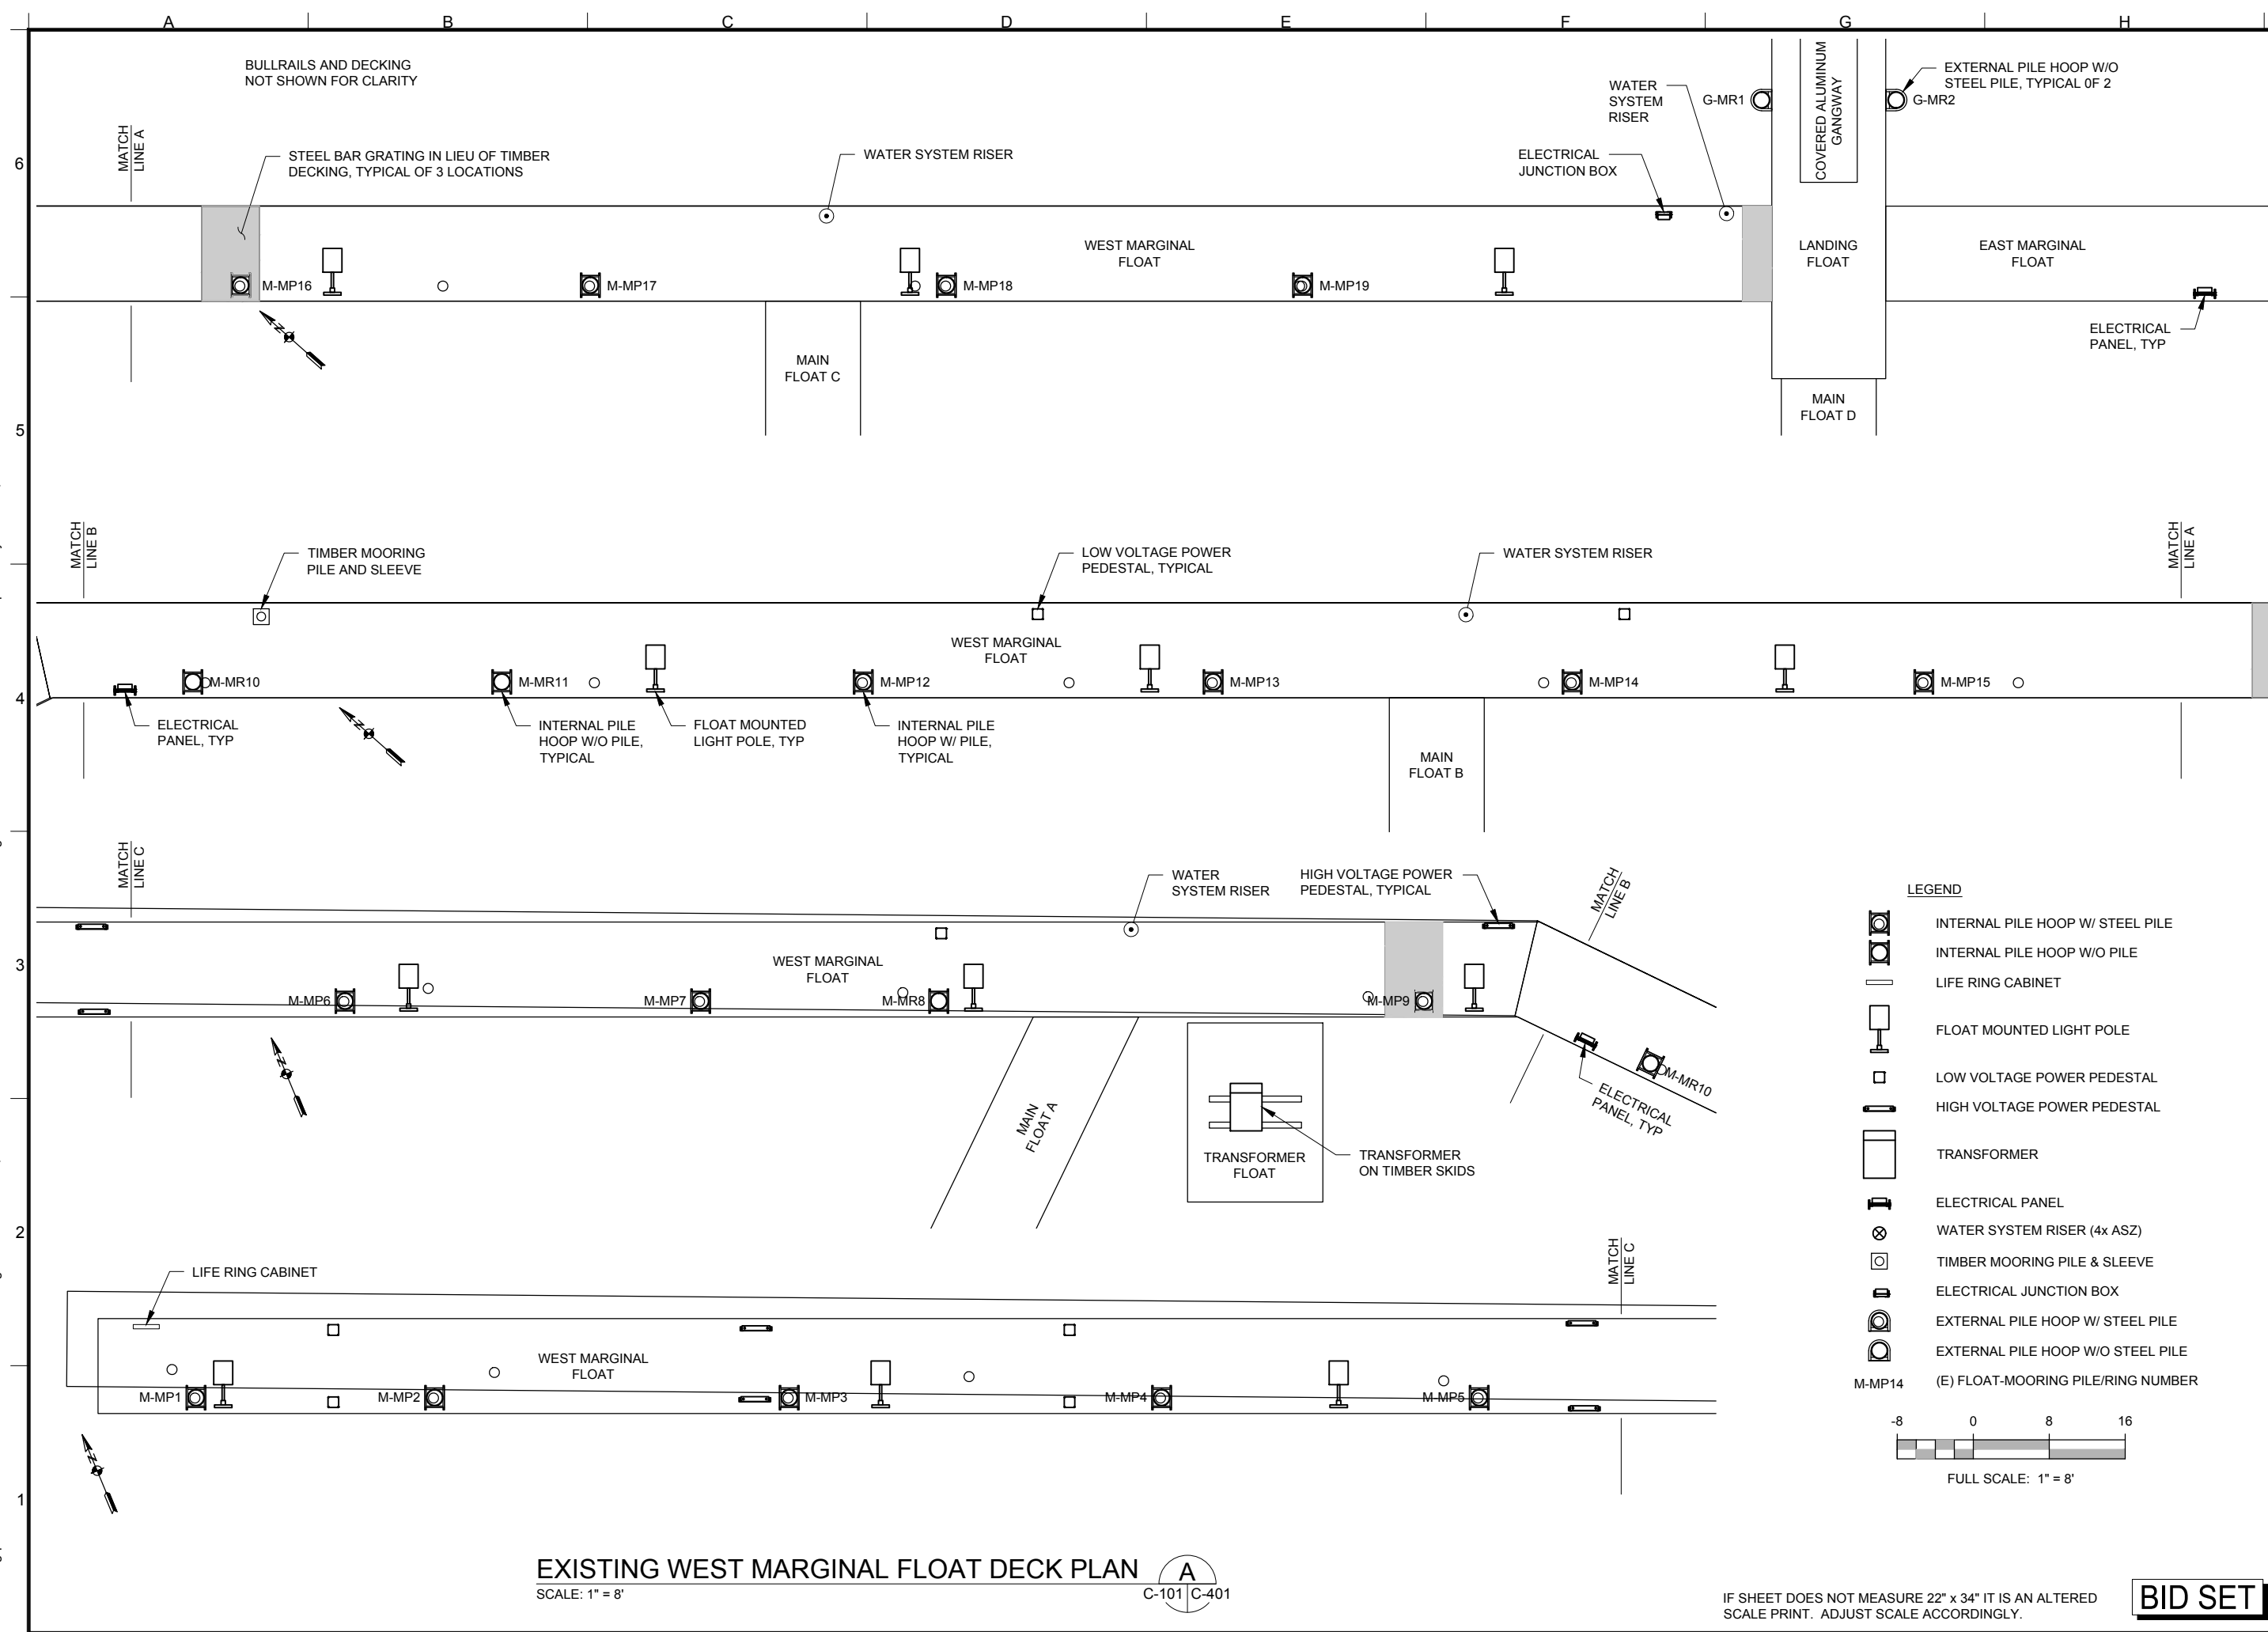 A B C D E F G H
BULLRAILS AND DECKING
NOT SHOWN FOR CLARITY
MATCH
LINE A
STEEL BAR GRATING IN LIEU OF TIMBER
DECKING, TYPICAL OF 3 LOCATIONS
WATER SYSTEM RISER
WATER
SYSTEM
RISER
ELECTRICAL
JUNCTION BOX
G-MR1
COVERED ALUMINUM
GANGWAY
G-MR2
EXTERNAL PILE HOOP W/O
STEEL PILE, TYPICAL 0F 2
6
M-MP16
M-MP17
M-MP18
WEST MARGINAL
FLOAT
M-MP19
LANDING
FLOAT
EAST MARGINAL
FLOAT
N
MAIN
FLOAT C
ELECTRICAL
PANEL, TYP
MAIN
FLOAT D
5
MATCH
LINE B
TIMBER MOORING
PILE AND SLEEVE
LOW VOLTAGE POWER
PEDESTAL, TYPICAL
WATER SYSTEM RISER
MATCH
LINE A
WEST MARGINAL
FLOAT
M-MR10
M-MR11
M-MP12
M-MP13
M-MP14
M-MP15
4
ELECTRICAL
PANEL, TYP
N
INTERNAL PILE
HOOP W/O PILE,
TYPICAL
FLOAT MOUNTED
LIGHT POLE, TYP
INTERNAL PILE
HOOP W/ PILE,
TYPICAL
MAIN
FLOAT B
MATCH
LINE C
WATER
SYSTEM RISER
HIGH VOLTAGE POWER
PEDESTAL, TYPICAL
MATCH
LINE B
3
WEST MARGINAL
FLOAT
M-MP6
M-MP7
M-MR8
M-MP9
N
M-MR10
ELECTRICAL
PANEL, TYP
MAIN
FLOAT A
TRANSFORMER
FLOAT
TRANSFORMER
ON TIMBER SKIDS
2
LIFE RING CABINET
MATCH
LINE C
WEST MARGINAL
FLOAT
M-MP1
M-MP2
M-MP3
M-MP4
M-MP5
N
1
LEGEND
INTERNAL PILE HOOP W/ STEEL PILE
INTERNAL PILE HOOP W/O PILE
LIFE RING CABINET
FLOAT MOUNTED LIGHT POLE
LOW VOLTAGE POWER PEDESTAL
HIGH VOLTAGE POWER PEDESTAL
TRANSFORMER
ELECTRICAL PANEL
WATER SYSTEM RISER (4x ASZ)
TIMBER MOORING PILE & SLEEVE
ELECTRICAL JUNCTION BOX
EXTERNAL PILE HOOP W/ STEEL PILE
EXTERNAL PILE HOOP W/O STEEL PILE
M-MP14 (E) FLOAT-MOORING PILE/RING NUMBER
-8 0 8 16
FULL SCALE: 1" = 8'
EXISTING WEST MARGINAL FLOAT DECK PLAN
SCALE: 1" = 8'
A
C-101 C-401
IF SHEET DOES NOT MEASURE 22" x 34" IT IS AN ALTERED
SCALE PRINT. ADJUST SCALE ACCORDINGLY.
BID SET